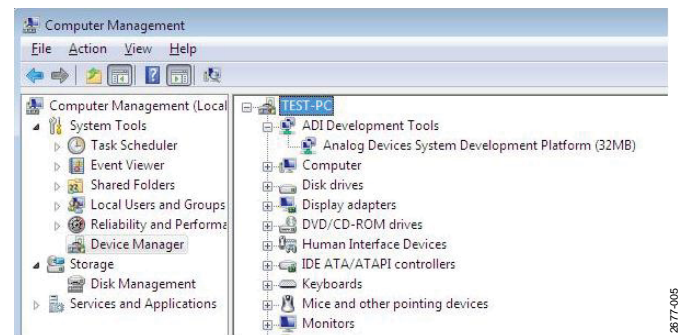 Computer Management
File Action View Help
Computer Management (Local
System Tools
Task Scheduler
Event Viewer
Shared Folders
Local Users and Groups
Reliability and Performa
Device Manager
Storage
Disk Management
Services and Applications
TEST-PC
ADI Development Tools
Analog Devices System Development Platform (32MB)
Computer
Disk drives
Display adapters
DVD/CD-ROM drives
Human Interface Devices
IDE ATA/ATAPI controllers
Keyboards
Mice and other pointing devices
Monitors
2877-005